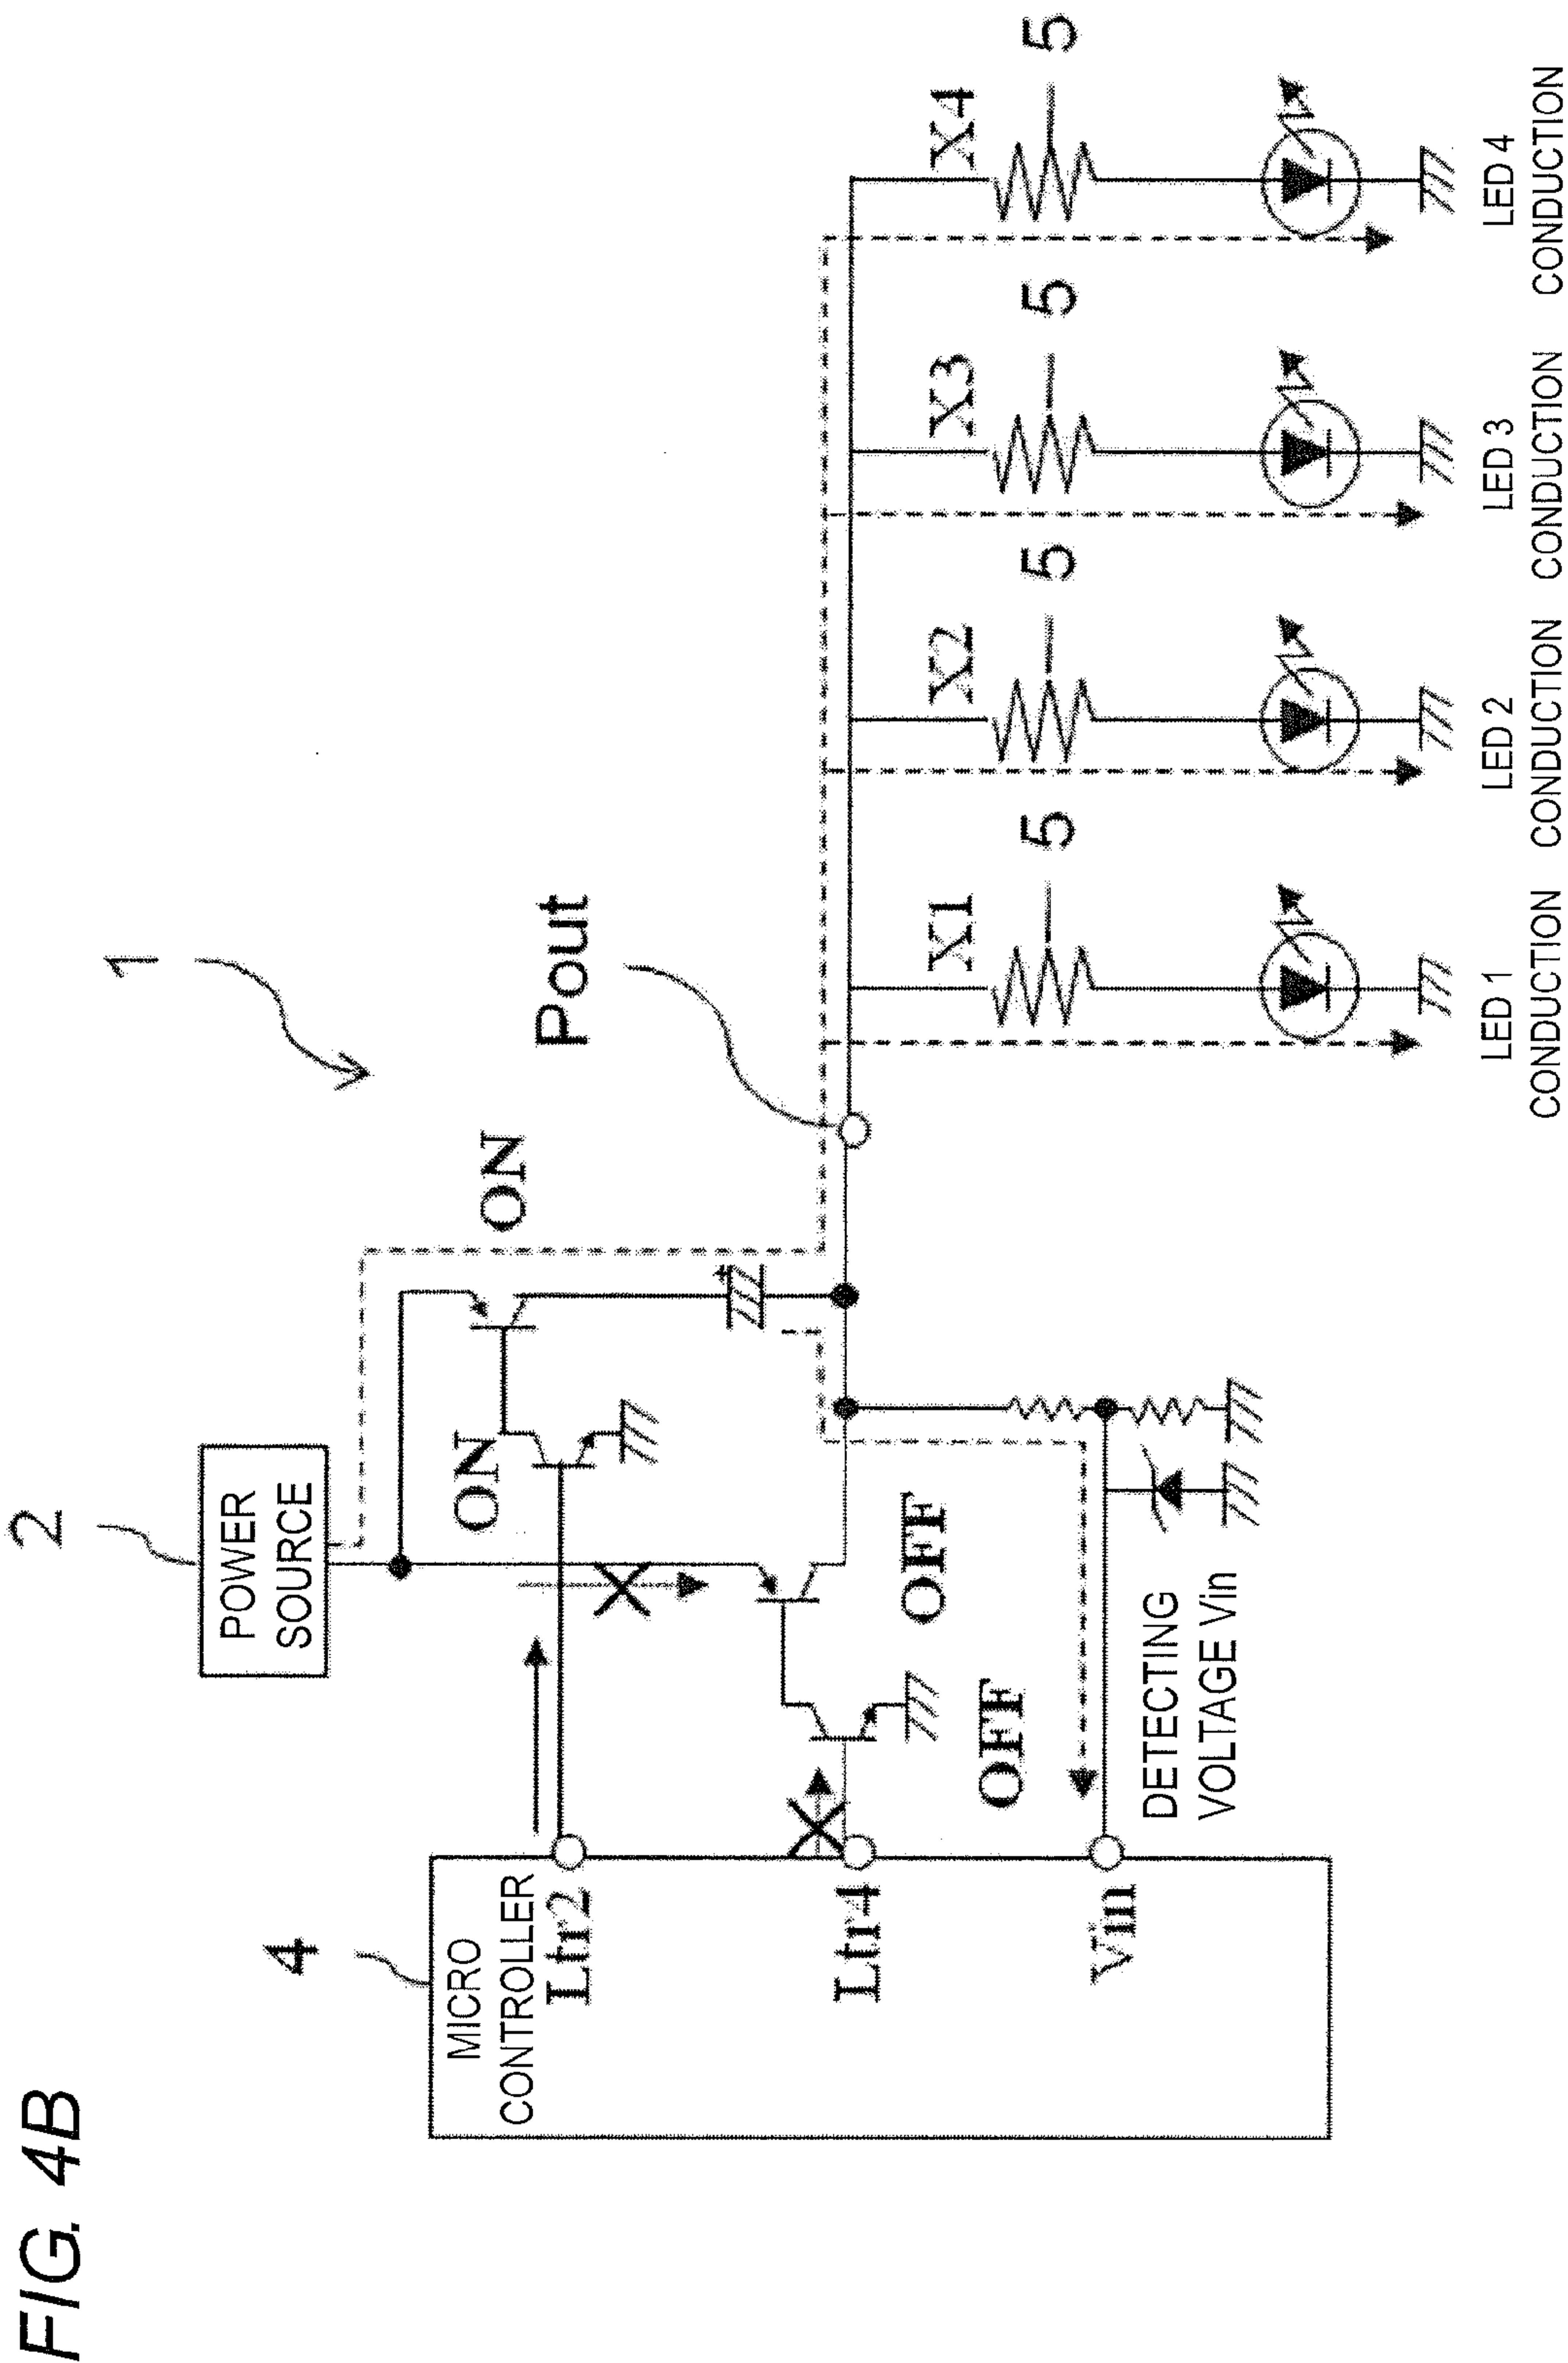 FIG. 4B
1
2
POWER
SOURCE
4
MICRO
CONTROLLER
Ltr2
Ltr4
Vin
ON
ON
OFF
OFF
DETECTING
VOLTAGE Vin
Pout
X1
5
X2
5
X3
5
X4
5
LED 1
CONDUCTION
LED 2
CONDUCTION
LED 3
CONDUCTION
LED 4
CONDUCTION